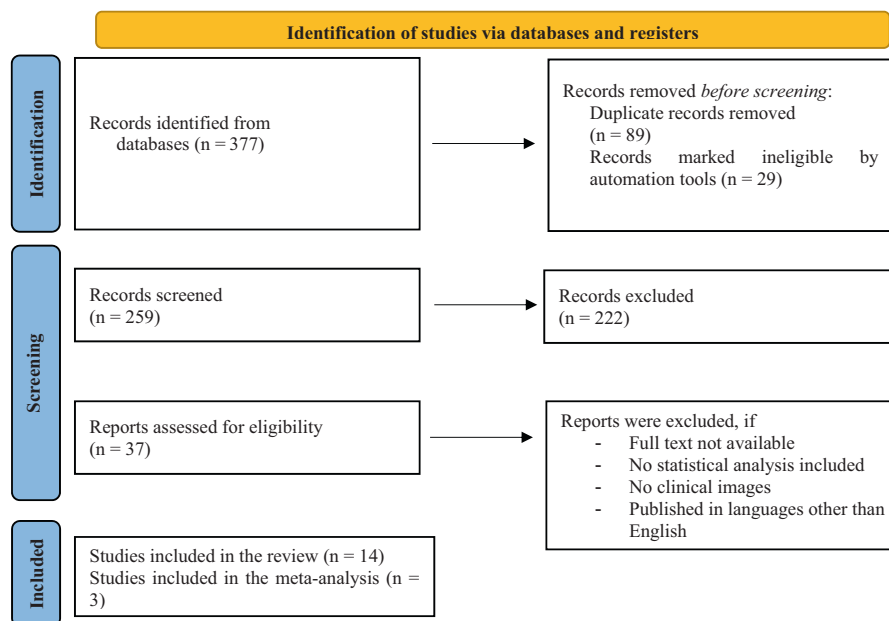 Identification of studies via databases and registers
Identification
Records identified from
databases (n = 377)
Records removed before screening:
Duplicate records removed
(n = 89)
Records marked ineligible by
automation tools (n = 29)
Screening
Records screened
(n = 259)
Records excluded
(n = 222)
Reports assessed for eligibility
(n = 37)
Reports were excluded, if
- Full text not available
- No statistical analysis included
- No clinical images
- Published in languages other than
English
Included
Studies included in the review (n = 14)
Studies included in the meta-analysis (n =
3)